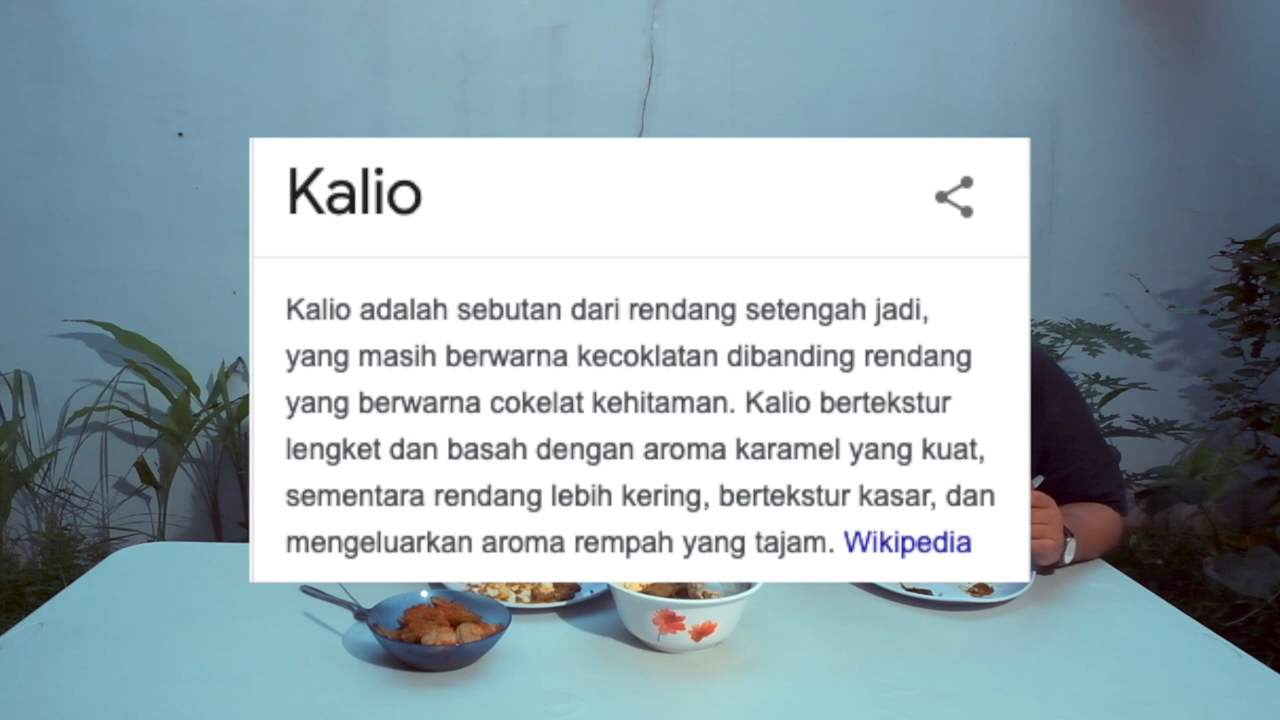 Kalio
Kalio adalah sebutan dari rendang setengah jadi,
yang masih berwarna kecoklatan dibanding rendang
yang berwarna cokelat kehitaman. Kalio bertekstur
lengket dan basah dengan aroma karamel yang kuat,
sementara rendang lebih kering, bertekstur kasar, dan
mengeluarkan aroma rempah yang tajam. Wikipedia